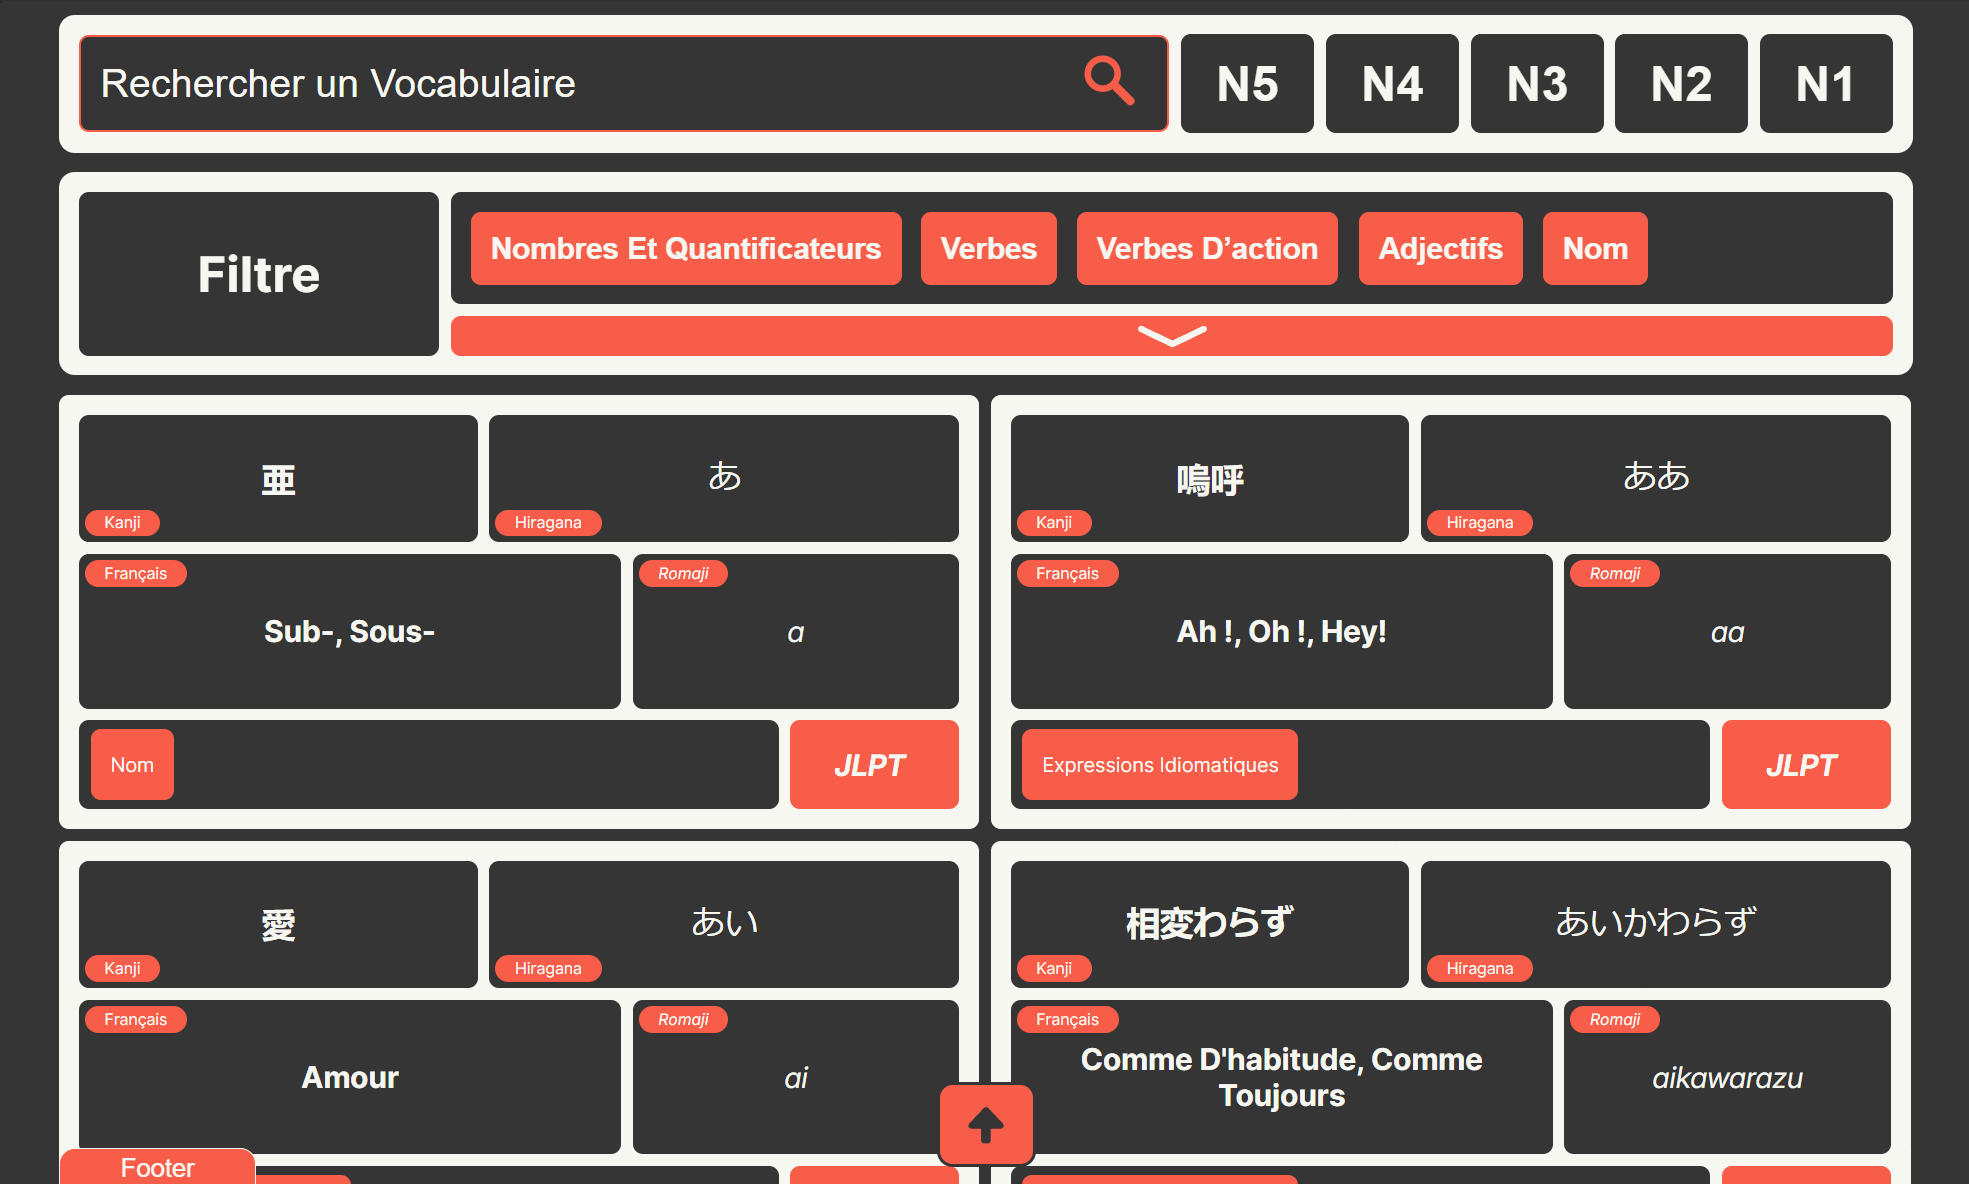 Rechercher un Vocabulaire
N5 N4 N3 N2 N1
Filtre
Nombres Et Quantificateurs Verbes Verbes D’action Adjectifs Nom
亜
Kanji
あ
Hiragana
Français
Sub-, Sous-
Romaji
a
Nom
JLPT
嗚呼
Kanji
ああ
Hiragana
Français
Ah !, Oh !, Hey!
Romaji
aa
Expressions Idiomatiques
JLPT
愛
Kanji
あい
Hiragana
Français
Amour
Romaji
ai
相変わらず
Kanji
あいかわらず
Hiragana
Français
Comme D'habitude, Comme
Toujours
Romaji
aikawarazu
Footer